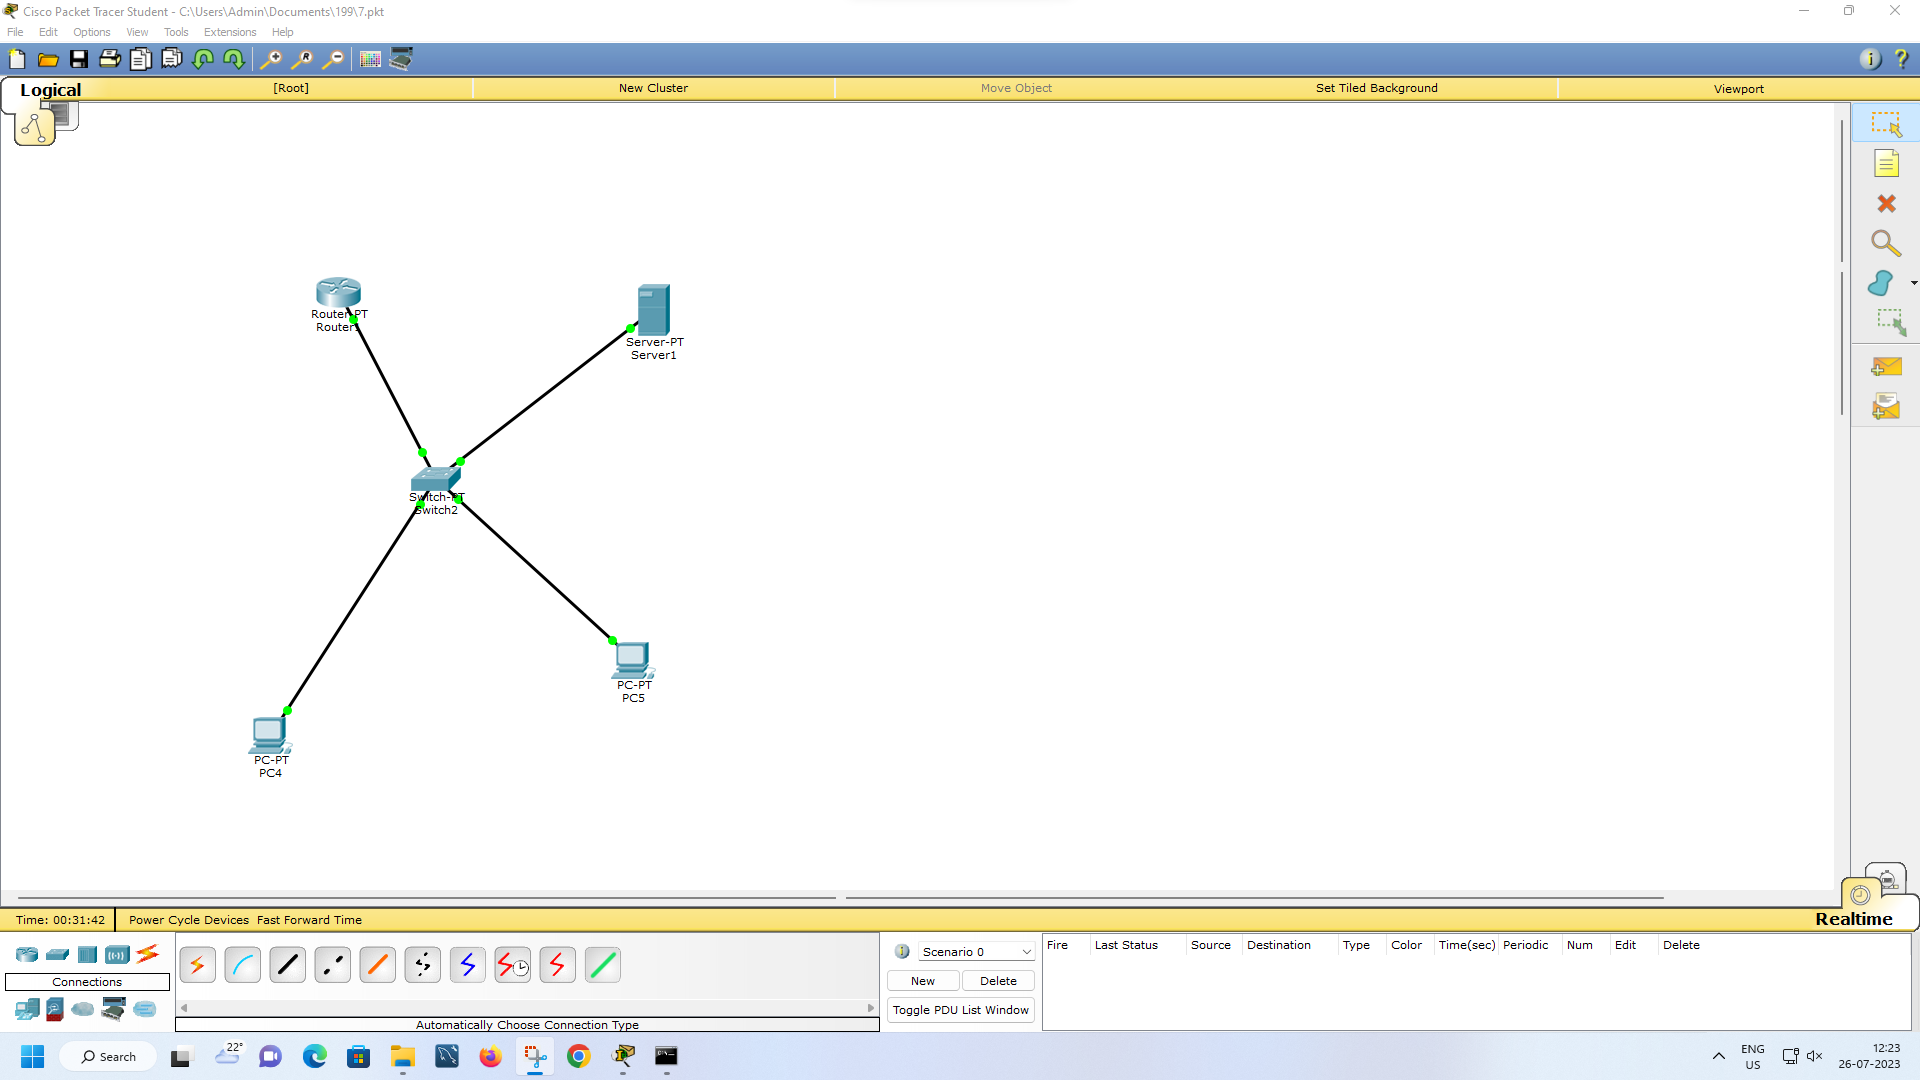 Cisco Packet Tracer Student - C:\Users\Admin\Documents\199\7.pkt
File Edit Options View Tools Extensions Help
Logical [Root] New Cluster Move Object Set Tiled Background Viewport
Router-PT
Router1
Server-PT
Server1
Switch-PT
Switch2
PC-PT
PC5
PC-PT
PC4
Time: 00:31:42 Power Cycle Devices Fast Forward Time Realtime
Connections
Automatically Choose Connection Type
Scenario 0
New Delete
Toggle PDU List Window
Fire Last Status Source Destination Type Color Time(sec) Periodic Num Edit Delete
Search
22°
ENG
US
12:23
26-07-2023